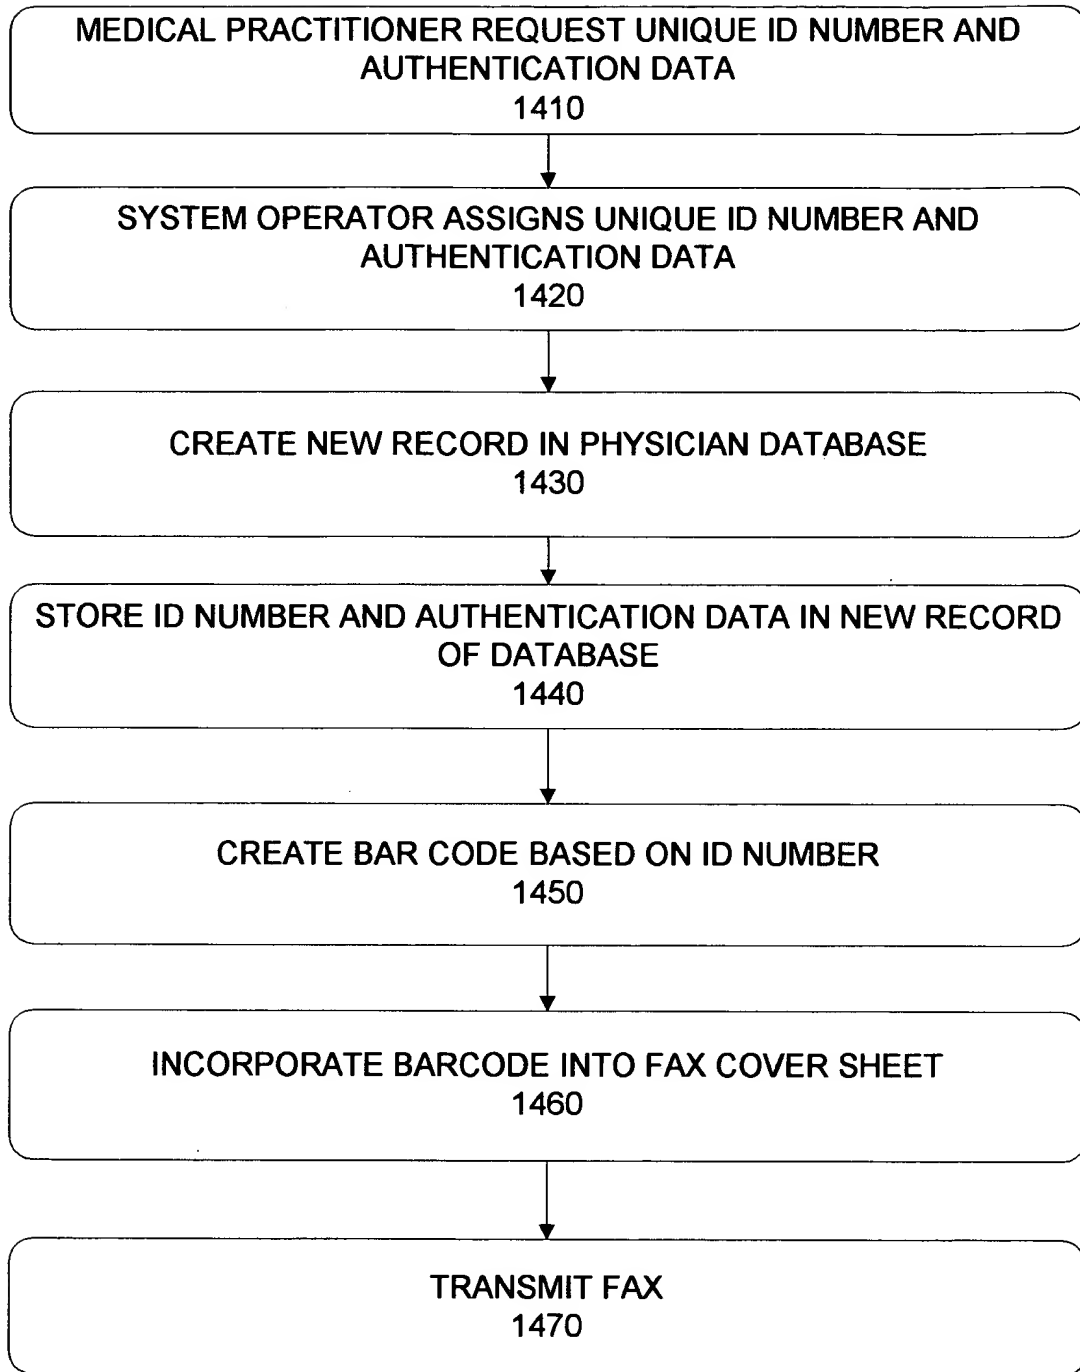 MEDICAL PRACTITIONER REQUEST UNIQUE ID NUMBER AND
AUTHENTICATION DATA
1410
SYSTEM OPERATOR ASSIGNS UNIQUE ID NUMBER AND
AUTHENTICATION DATA
1420
CREATE NEW RECORD IN PHYSICIAN DATABASE
1430
STORE ID NUMBER AND AUTHENTICATION DATA IN NEW RECORD
OF DATABASE
1440
CREATE BAR CODE BASED ON ID NUMBER
1450
INCORPORATE BARCODE INTO FAX COVER SHEET
1460
TRANSMIT FAX
1470